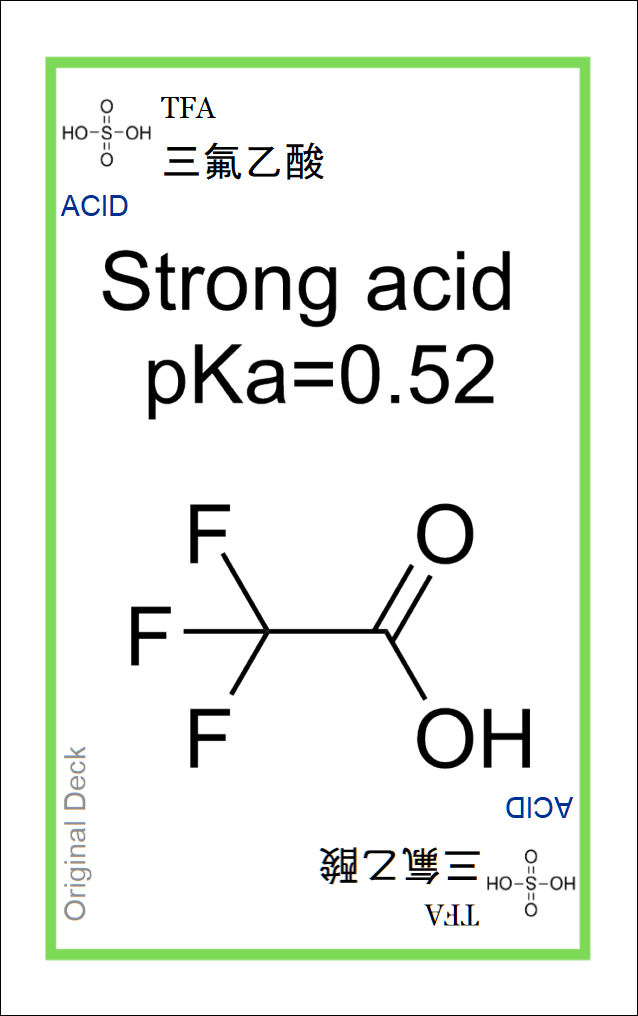 TFA
三氟乙酸
O
HO-S-OH
O
ACID
Strong acid
pKa=0.52
F
O
F
F
OH
Original Deck
ACID
三氟乙酸
TFA
O
HO-S-OH
O